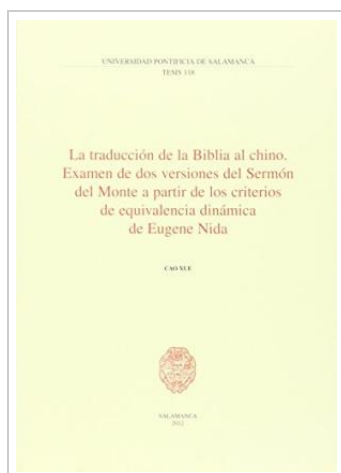 UNIVERSIDAD PONTIFICIA DE SALAMANCA
TESIS 118
La traducción de la Biblia al chino.
Examen de dos versiones del Sermón
del Monte a partir de los criterios
de equivalencia dinámica
de Eugene Nida
CAO XUE
SALAMANCA
2012